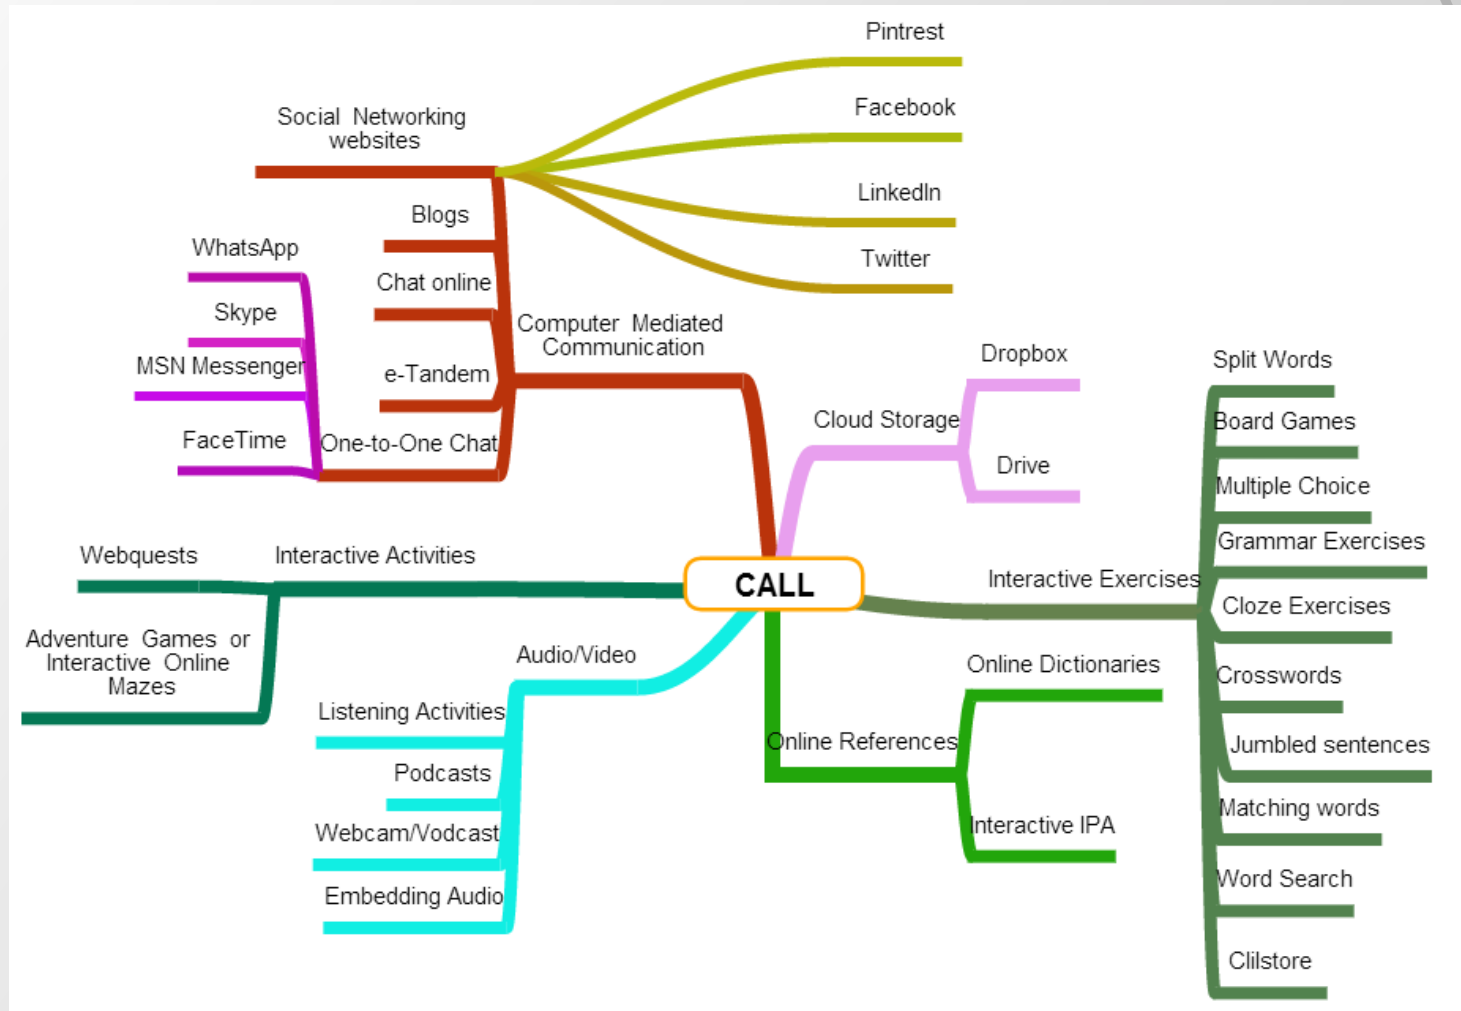 Pintrest
Facebook
LinkedIn
Twitter
Social Networking
websites
Blogs
Chat online
e-Tandem
One-to-One Chat
WhatsApp
Skype
MSN Messenger
FaceTime
Computer Mediated
Communication
Cloud Storage
Dropbox
Drive
CALL
Interactive Exercises
Split Words
Board Games
Multiple Choice
Grammar Exercises
Cloze Exercises
Crosswords
Jumbled sentences
Matching words
Word Search
Clilstore
Online References
Online Dictionaries
Interactive IPA
Interactive Activities
Webquests
Adventure Games or
Interactive Online
Mazes
Audio/Video
Listening Activities
Podcasts
Webcam/Vodcast
Embedding Audio